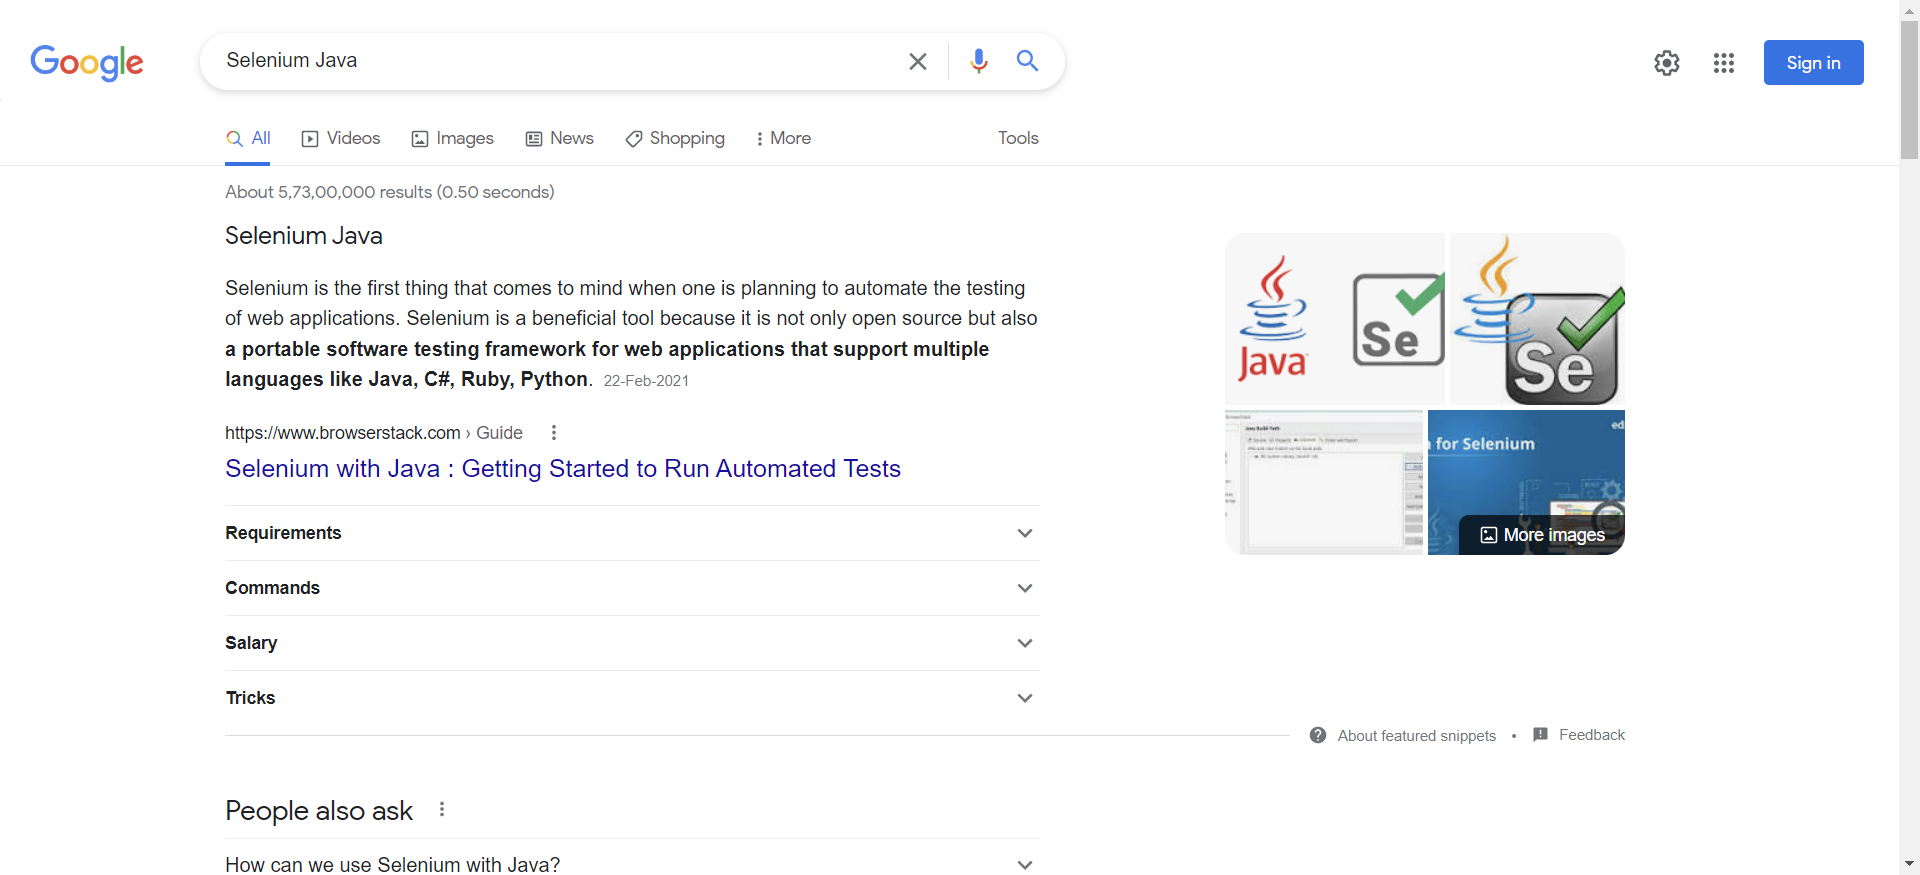 Google
Selenium Java
Sign in
All
Videos
Images
News
Shopping
More
Tools
About 5,73,00,000 results (0.50 seconds)
Selenium Java
Selenium is the first thing that comes to mind when one is planning to automate the testing
of web applications. Selenium is a beneficial tool because it is not only open source but also
a portable software testing framework for web applications that support multiple
languages like Java, C#, Ruby, Python. 22-Feb-2021
https://www.browserstack.com › Guide
Selenium with Java : Getting Started to Run Automated Tests
Requirements
Commands
Salary
Tricks
Java
Se
Se
Java Build Path
ed
for Selenium
More images
About featured snippets • Feedback
People also ask
How can we use Selenium with Java?